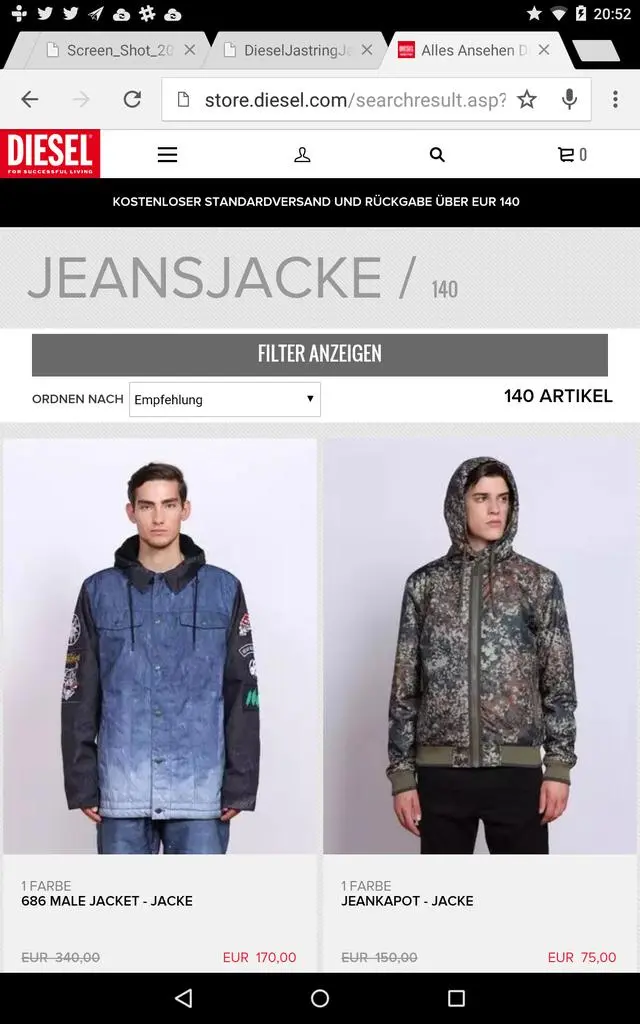 20:52
Screen_Shot_20
DieselJastringJa
Alles Ansehen D
store.diesel.com/searchresult.asp?
DIESEL
FOR SUCCESSFUL LIVING
0
KOSTENLOSER STANDARDVERSAND UND RÜCKGABE ÜBER EUR 140
JEANSJACKE / 140
FILTER ANZEIGEN
ORDNEN NACH Empfehlung
140 ARTIKEL
1 FARBE
686 MALE JACKET - JACKE
EUR 340,00 EUR 170,00
1 FARBE
JEANKAPOT - JACKE
EUR 150,00 EUR 75,00